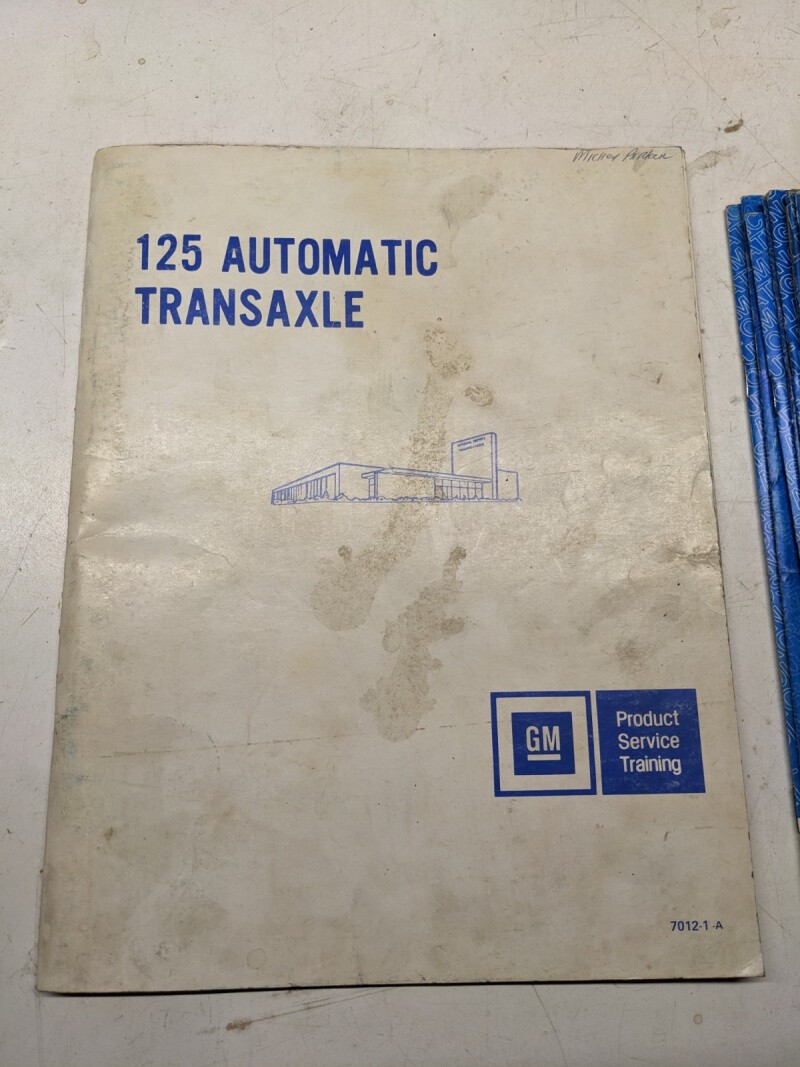 125 AUTOMATIC
TRANSAXLE
GM
Product
Service
Training
7012-1-A